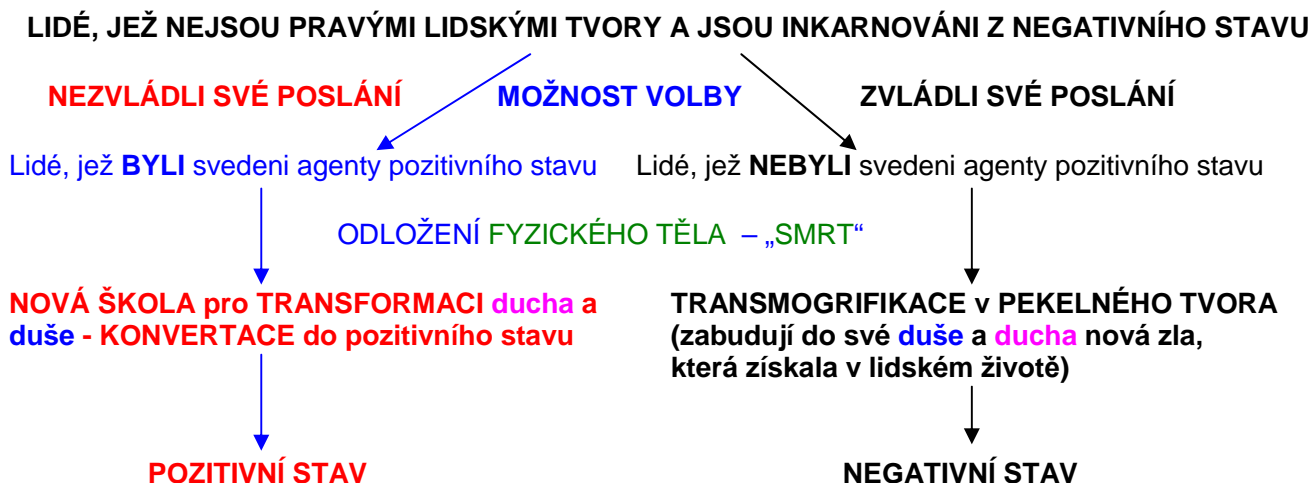 LIDÉ, JEŽ NEJSOU PRAVÝMI LIDSKÝMI TVORY A JSOU INKARNOVÁNI Z NEGATIVNÍHO STAVU
NEZVLÁDLI SVÉ POSLÁNÍ MOŽNOST VOLBY ZVLÁDLI SVÉ POSLÁNÍ
Lidé, jež BYLI svedeni agenty pozitivního stavu Lidé, jež NEBYLI svedeni agenty pozitivního stavu
ODLOŽENÍ FYZICKÉHO TĚLA – „SMRT“
NOVÁ ŠKOLA pro TRANSFORMACI ducha a
duše - KONVERTACE do pozitivního stavu
TRANSMOGRIFIKACE v PEKELNÉHO TVORA
(zabudují do své duše a ducha nová zla,
která získala v lidském životě)
POZITIVNÍ STAV NEGATIVNÍ STAV